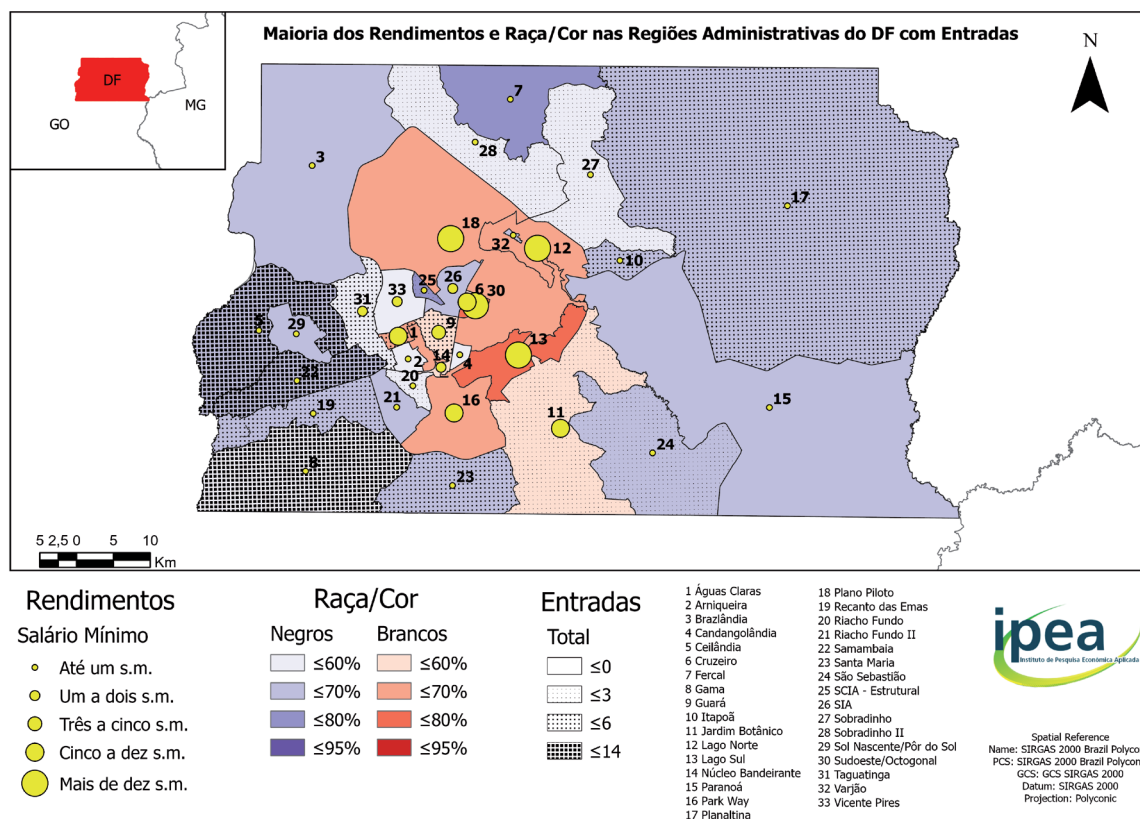 Maioria dos Rendimentos e Raça/Cor nas Regiões Administrativas do DF com Entradas
N
DF
MG
GO
7
3
28
27
17
18
32
12
10
25
26
33
6
30
31
5
29
1
9
13
2
14
4
22
20
19
21
16
11
15
24
8
23
5 2,5 0 5 10
Km
Rendimentos
Salário Mínimo
Até um s.m.
Um a dois s.m.
Três a cinco s.m.
Cinco a dez s.m.
Mais de dez s.m.
Raça/Cor
Negros Brancos
≤60% ≤60%
≤70% ≤70%
≤80% ≤80%
≤95% ≤95%
Entradas
Total
≤0
≤3
≤6
≤14
1 Águas Claras
2 Arniqueira
3 Brazlândia
4 Candangolândia
5 Ceilândia
6 Cruzeiro
7 Fercal
8 Gama
9 Guará
10 Itapoã
11 Jardim Botânico
12 Lago Norte
13 Lago Sul
14 Núcleo Bandeirante
15 Paranoá
16 Park Way
17 Planaltina
18 Plano Piloto
19 Recanto das Emas
20 Riacho Fundo
21 Riacho Fundo II
22 Samambaia
23 Santa Maria
24 São Sebastião
25 SCIA - Estrutural
26 SIA
27 Sobradinho
28 Sobradinho II
29 Sol Nascente/Pôr do Sol
30 Sudoeste/Octogonal
31 Taguatinga
32 Varjão
33 Vicente Pires
ipea
Instituto de Pesquisa Econômica Aplicada
Spatial Reference
Name: SIRGAS 2000 Brazil Polycon
PCS: SIRGAS 2000 Brazil Polycon
GCS: GCS SIRGAS 2000
Datum: SIRGAS 2000
Projection: Polyconic